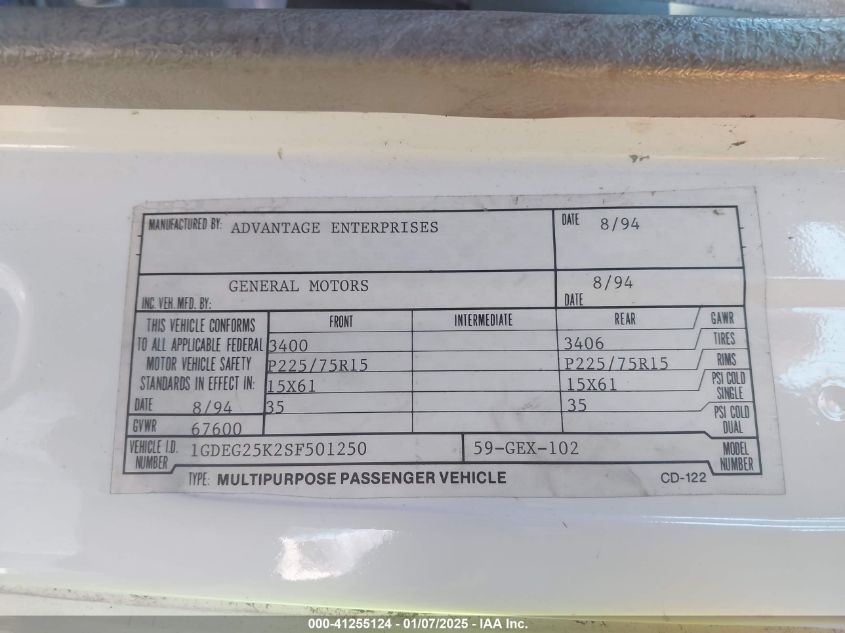 MANUFACTURED BY: ADVANTAGE ENTERPRISES DATE 8/94
GENERAL MOTORS 8/94
INC. VEH. MFD. BY: DATE
THIS VEHICLE CONFORMS FRONT INTERMEDIATE REAR GAWR
TO ALL APPLICABLE FEDERAL 3400 3406 TIRES
MOTOR VEHICLE SAFETY P225/75R15 P225/75R15 RIMS
STANDARDS IN EFFECT IN: 15X61 15X61 PSI COLD SINGLE
DATE 8/94 35 35 PSI COLD DUAL
GVWR 67600
VEHICLE I.D. NUMBER 1GDEG25K2SF501250 59-GEX-102 MODEL NUMBER
TYPE: MULTIPURPOSE PASSENGER VEHICLE CD-122
000-41255124 - 01/07/2025 - IAA Inc.